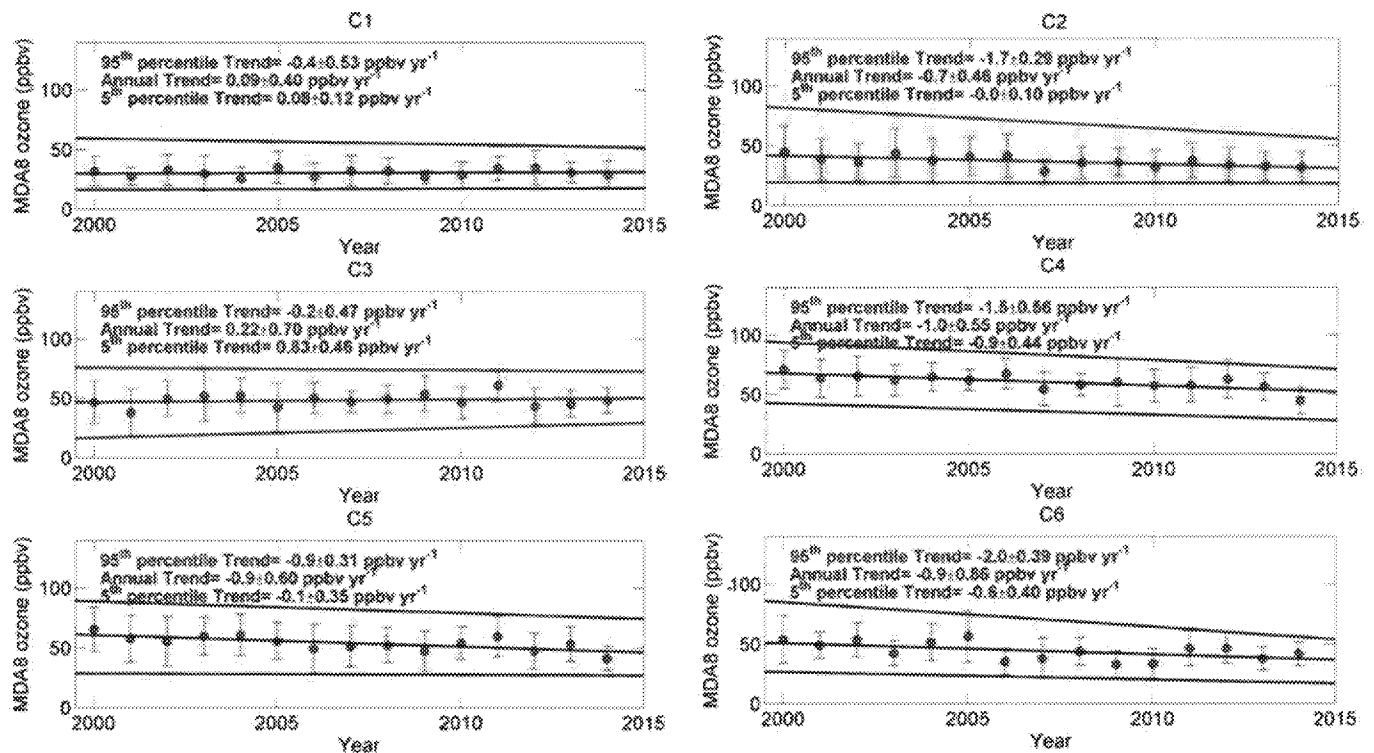 C1
MDA8 ozone (ppbv)
100
50
0
95th percentile Trend= -0.4±0.53 ppbv yr-1
Annual Trend= 0.09±0.40 ppbv yr-1
5th percentile Trend= 0.08±0.12 ppbv yr-1
2000 2005 2010 2015
Year
C2
MDA8 ozone (ppbv)
100
50
0
95th percentile Trend= -1.7±0.29 ppbv yr-1
Annual Trend= -0.7±0.46 ppbv yr-1
5th percentile Trend= -0.0±0.10 ppbv yr-1
2000 2005 2010 2015
Year
C3
MDA8 ozone (ppbv)
100
50
0
95th percentile Trend= -0.2±0.47 ppbv yr-1
Annual Trend= 0.22±0.70 ppbv yr-1
5th percentile Trend= 0.83±0.46 ppbv yr-1
2000 2005 2010 2015
Year
C4
MDA8 ozone (ppbv)
100
50
0
95th percentile Trend= -1.5±0.56 ppbv yr-1
Annual Trend= -1.0±0.55 ppbv yr-1
5th percentile Trend= -0.9±0.44 ppbv yr-1
2000 2005 2010 2015
Year
C5
MDA8 ozone (ppbv)
100
50
0
95th percentile Trend= -0.9±0.31 ppbv yr-1
Annual Trend= -0.9±0.60 ppbv yr-1
5th percentile Trend= -0.1±0.35 ppbv yr-1
2000 2005 2010 2015
Year
C6
MDA8 ozone (ppbv)
100
50
0
95th percentile Trend= -2.0±0.39 ppbv yr-1
Annual Trend= -0.9±0.86 ppbv yr-1
5th percentile Trend= -0.6±0.40 ppbv yr-1
2000 2005 2010 2015
Year